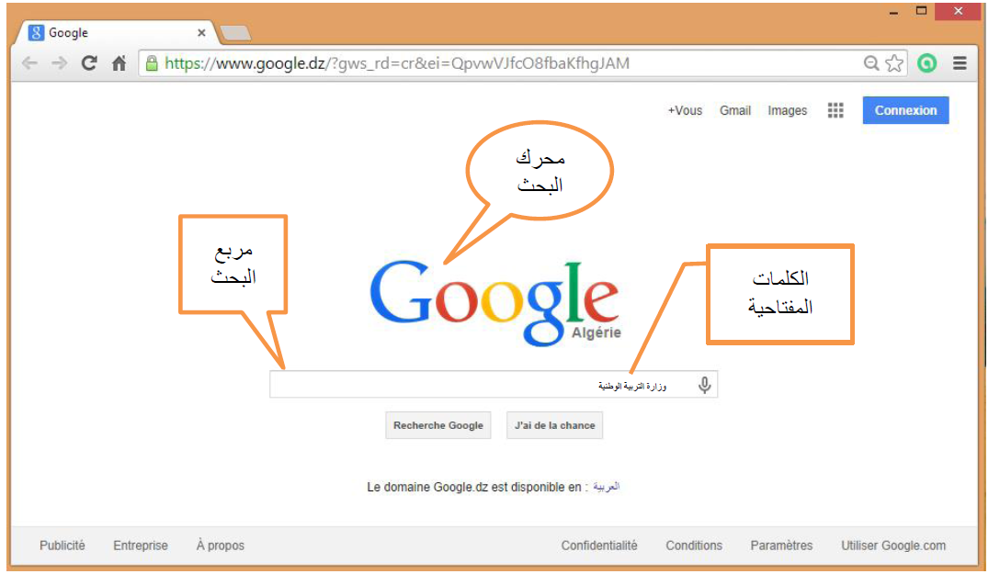 Google
https://www.google.dz/?gws_rd=cr&ei=QpvwVJfcO8fbaKfhgJAM
+Vous Gmail Images Connexion
محرك
البحث
مربع
البحث
الكلمات
المفتاحية
Google
Algérie
وزارة التربية الوطنية
Recherche Google J'ai de la chance
Le domaine Google.dz est disponible en : العربية
Publicité Entreprise À propos Confidentialité Conditions Paramètres Utiliser Google.com